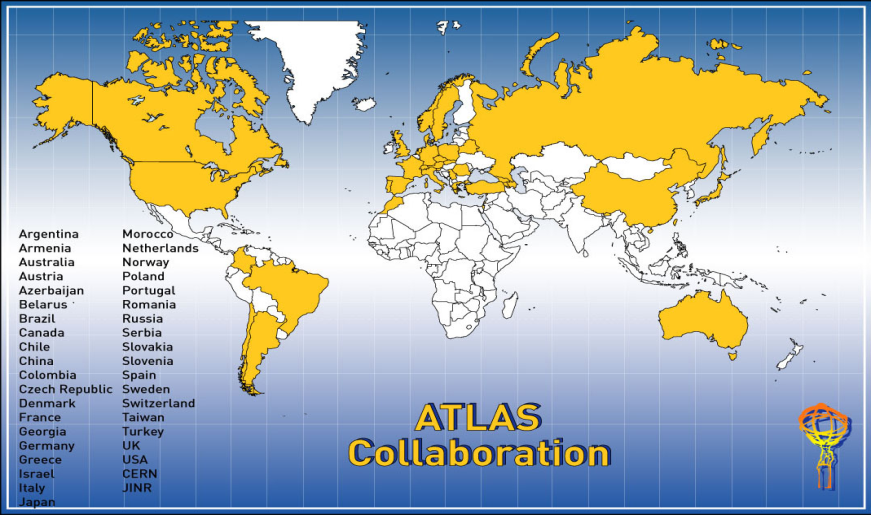 Argentina
Armenia
Australia
Austria
Azerbaijan
Belarus
Brazil
Canada
Chile
China
Colombia
Czech Republic
Denmark
France
Georgia
Germany
Greece
Israel
Italy
Japan
Morocco
Netherlands
Norway
Poland
Portugal
Romania
Russia
Serbia
Slovakia
Slovenia
Spain
Sweden
Switzerland
Taiwan
Turkey
UK
USA
CERN
JINR
ATLAS
Collaboration